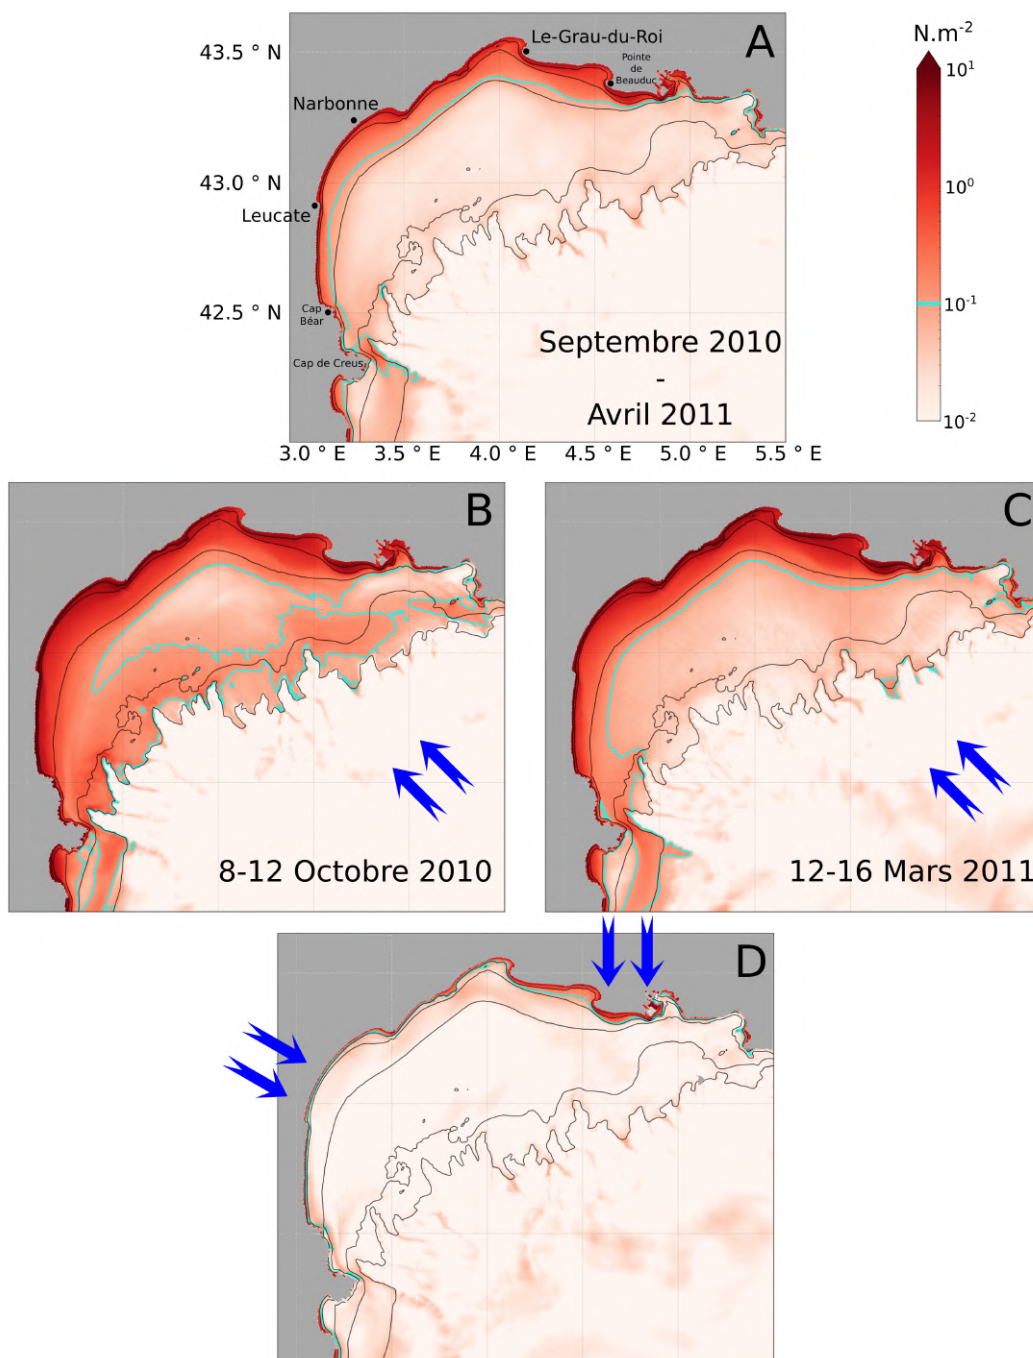 A
N.m-2
43.5 ° N
Le-Grau-du-Roi
Pointe
de
Beauduc
10¹
Narbonne
43.0 ° N
10⁰
Leucate
42.5 ° N
Cap
Béar
10⁻¹
Septembre 2010
-
Avril 2011
Cap de Creus
10⁻²
3.0 ° E 3.5 ° E 4.0 ° E 4.5 ° E 5.0 ° E 5.5 ° E
B
C
8-12 Octobre 2010
12-16 Mars 2011
D